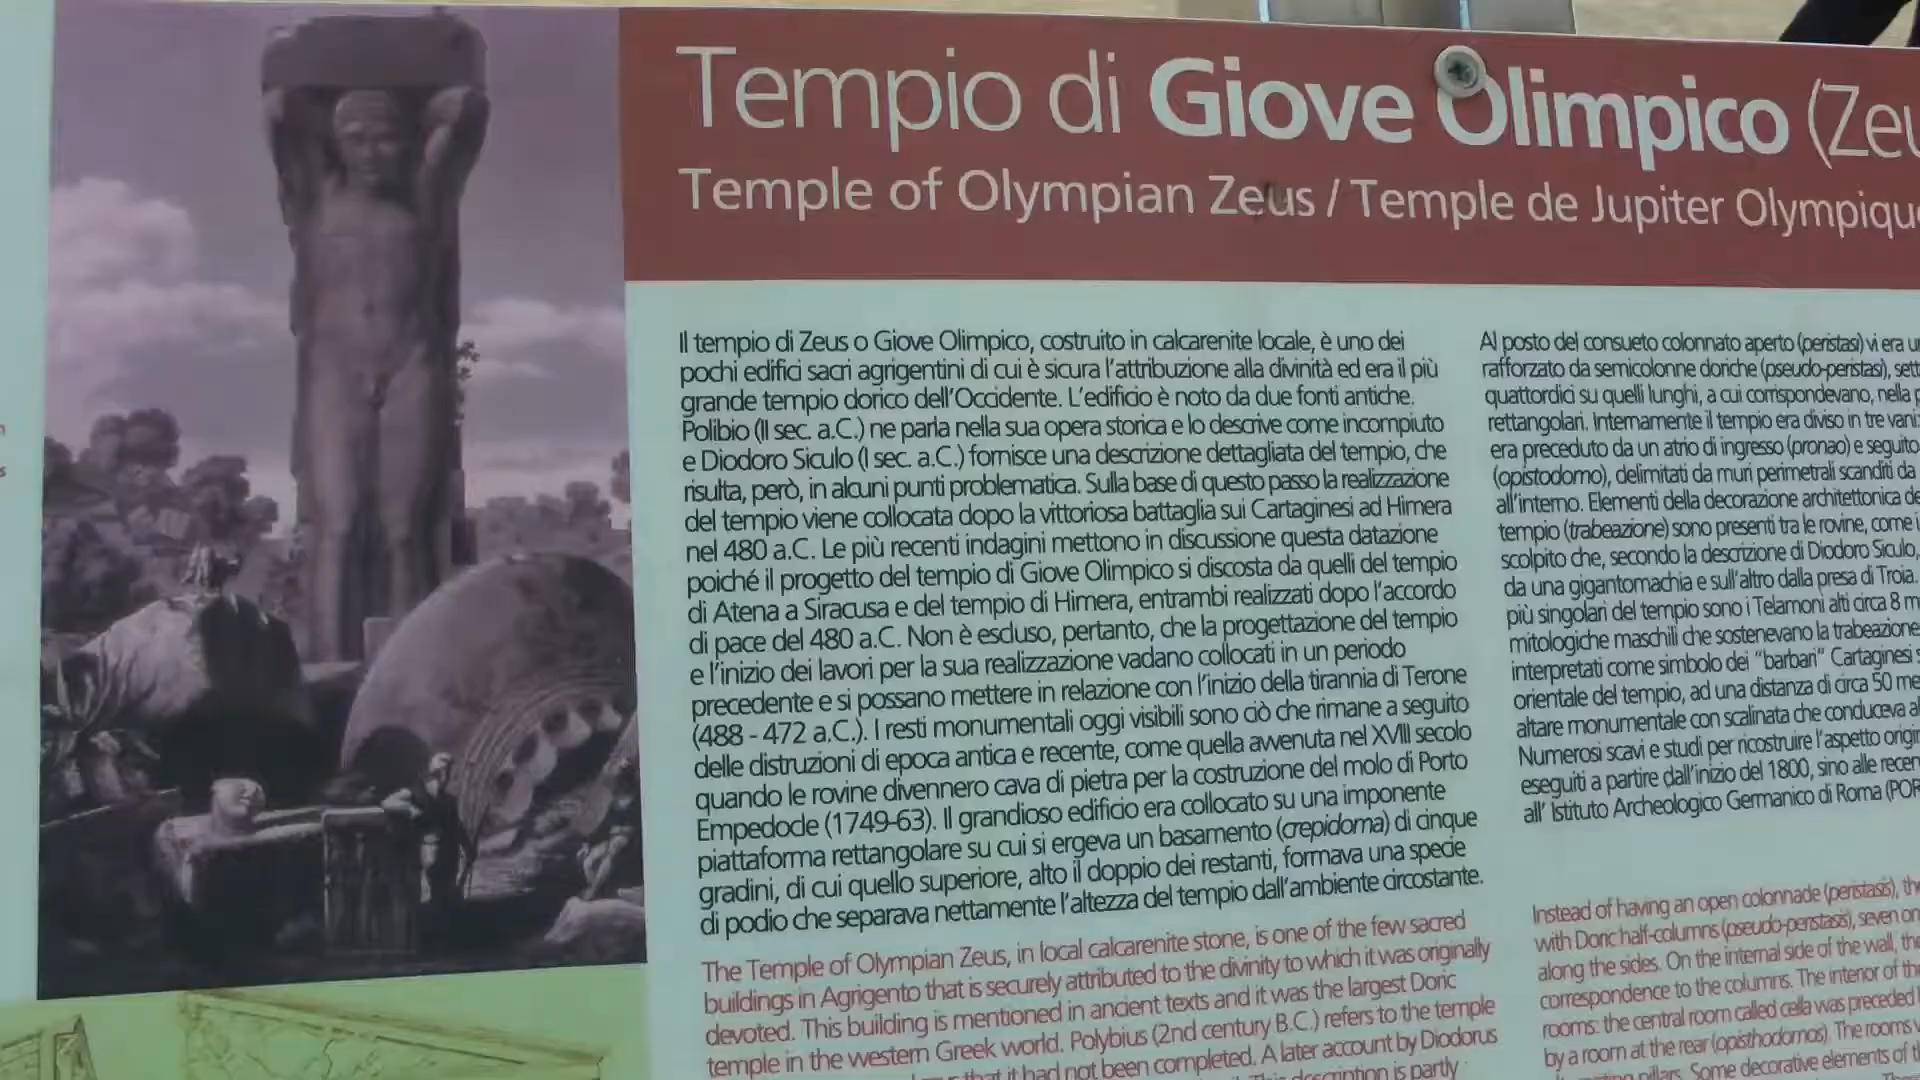 Tempio di Giove Olimpico (Zeu
Temple of Olympian Zeus / Temple de Jupiter Olympique
Il tempio di Zeus o Giove Olimpico, costruito in calcarenite locale, è uno dei
pochi edifici sacri agrigentini di cui è sicura l'attribuzione alla divinità ed era il più
grande tempio dorico dell'Occidente. L'edificio è noto da due fonti antiche.
Polibio (II sec. a.C.) ne parla nella sua opera storica e lo descrive come incompiuto
e Diodoro Siculo (I sec. a.C.) fornisce una descrizione dettagliata del tempio, che
risulta, però, in alcuni punti problematica. Sulla base di questo passo la realizzazione
del tempio viene collocata dopo la vittoriosa battaglia sui Cartaginesi ad Himera
nel 480 a.C. Le più recenti indagini mettono in discussione questa datazione
poiché il progetto del tempio di Giove Olimpico si discosta da quelli del tempio
di Atena a Siracusa e del tempio di Himera, entrambi realizzati dopo l'accordo
di pace del 480 a.C. Non è escluso, pertanto, che la progettazione del tempio
e l'inizio dei lavori per la sua realizzazione vadano collocati in un periodo
precedente e si possano mettere in relazione con l'inizio della tirannia di Terone
(488 - 472 a.C.). I resti monumentali oggi visibili sono ciò che rimane a seguito
delle distruzioni di epoca antica e recente, come quella avvenuta nel XVIII secolo
quando le rovine divennero cava di pietra per la costruzione del molo di Porto
Empedocle (1749-63). Il grandioso edificio era collocato su una imponente
piattaforma rettangolare su cui si ergeva un basamento (crepidoma) di cinque
gradini, di cui quello superiore, alto il doppio dei restanti, formava una specie
di podio che separava nettamente l'altezza del tempio dall'ambiente circostante.
The Temple of Olympian Zeus, in local calcarenite stone, is one of the few sacred
buildings in Agrigento that is securely attributed to the divinity to which it was originally
devoted. This building is mentioned in ancient texts and it was the largest Doric
temple in the western Greek world. Polybius (2nd century B.C.) refers to the temple
that it had not been completed. A later account by Diodorus
description is partly
Al posto del consueto colonnato aperto (peristasi) vi era
rafforzato da semicolonne doriche (pseudo-peristasi), sett
quattordici su quelli lunghi, a cui corrispondevano, nella
rettangolari. Internamente il tempio era diviso in tre vani:
era preceduto da un atrio di ingresso (pronao) e seguito
(opistodomo), delimitati da muri perimetrali scanditi da
all'interno. Elementi della decorazione architettonica de
tempio (trabeazione) sono presenti tra le rovine, come
scolpito che, secondo la descrizione di Diodoro Siculo,
da una gigantomachia e sull'altro dalla presa di Troia.
più singolari del tempio sono i Telamoni alti circa 8 m
mitologiche maschili che sostenevano la trabeazione
interpretati come simbolo dei "barbari" Cartaginesi
orientale del tempio, ad una distanza di circa 50 me
altare monumentale con scalinata che conduceva al
Numerosi scavi e studi per ricostruire l'aspetto origin
eseguiti a partire dall'inizio del 1800, sino alle recen
all' Istituto Archeologico Germanico di Roma (POR
Instead of having an open colonnade (peristasis), the
with Doric half-columns (pseudo-peristasis), seven on
along the sides. On the internal side of the wall, the
correspondence to the columns. The interior of the
rooms: the central room called cella was preceded
by a room at the rear (opisthodomos). The rooms
pillars. Some decorative elements of th